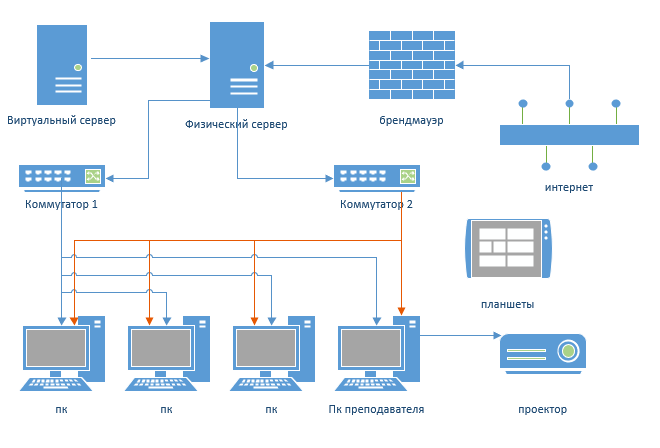 Виртуальный сервер
Физический сервер
брендмауэр
интернет
Коммутатор 1
Коммутатор 2
планшеты
пк
пк
пк
Пк преподавателя
проектор